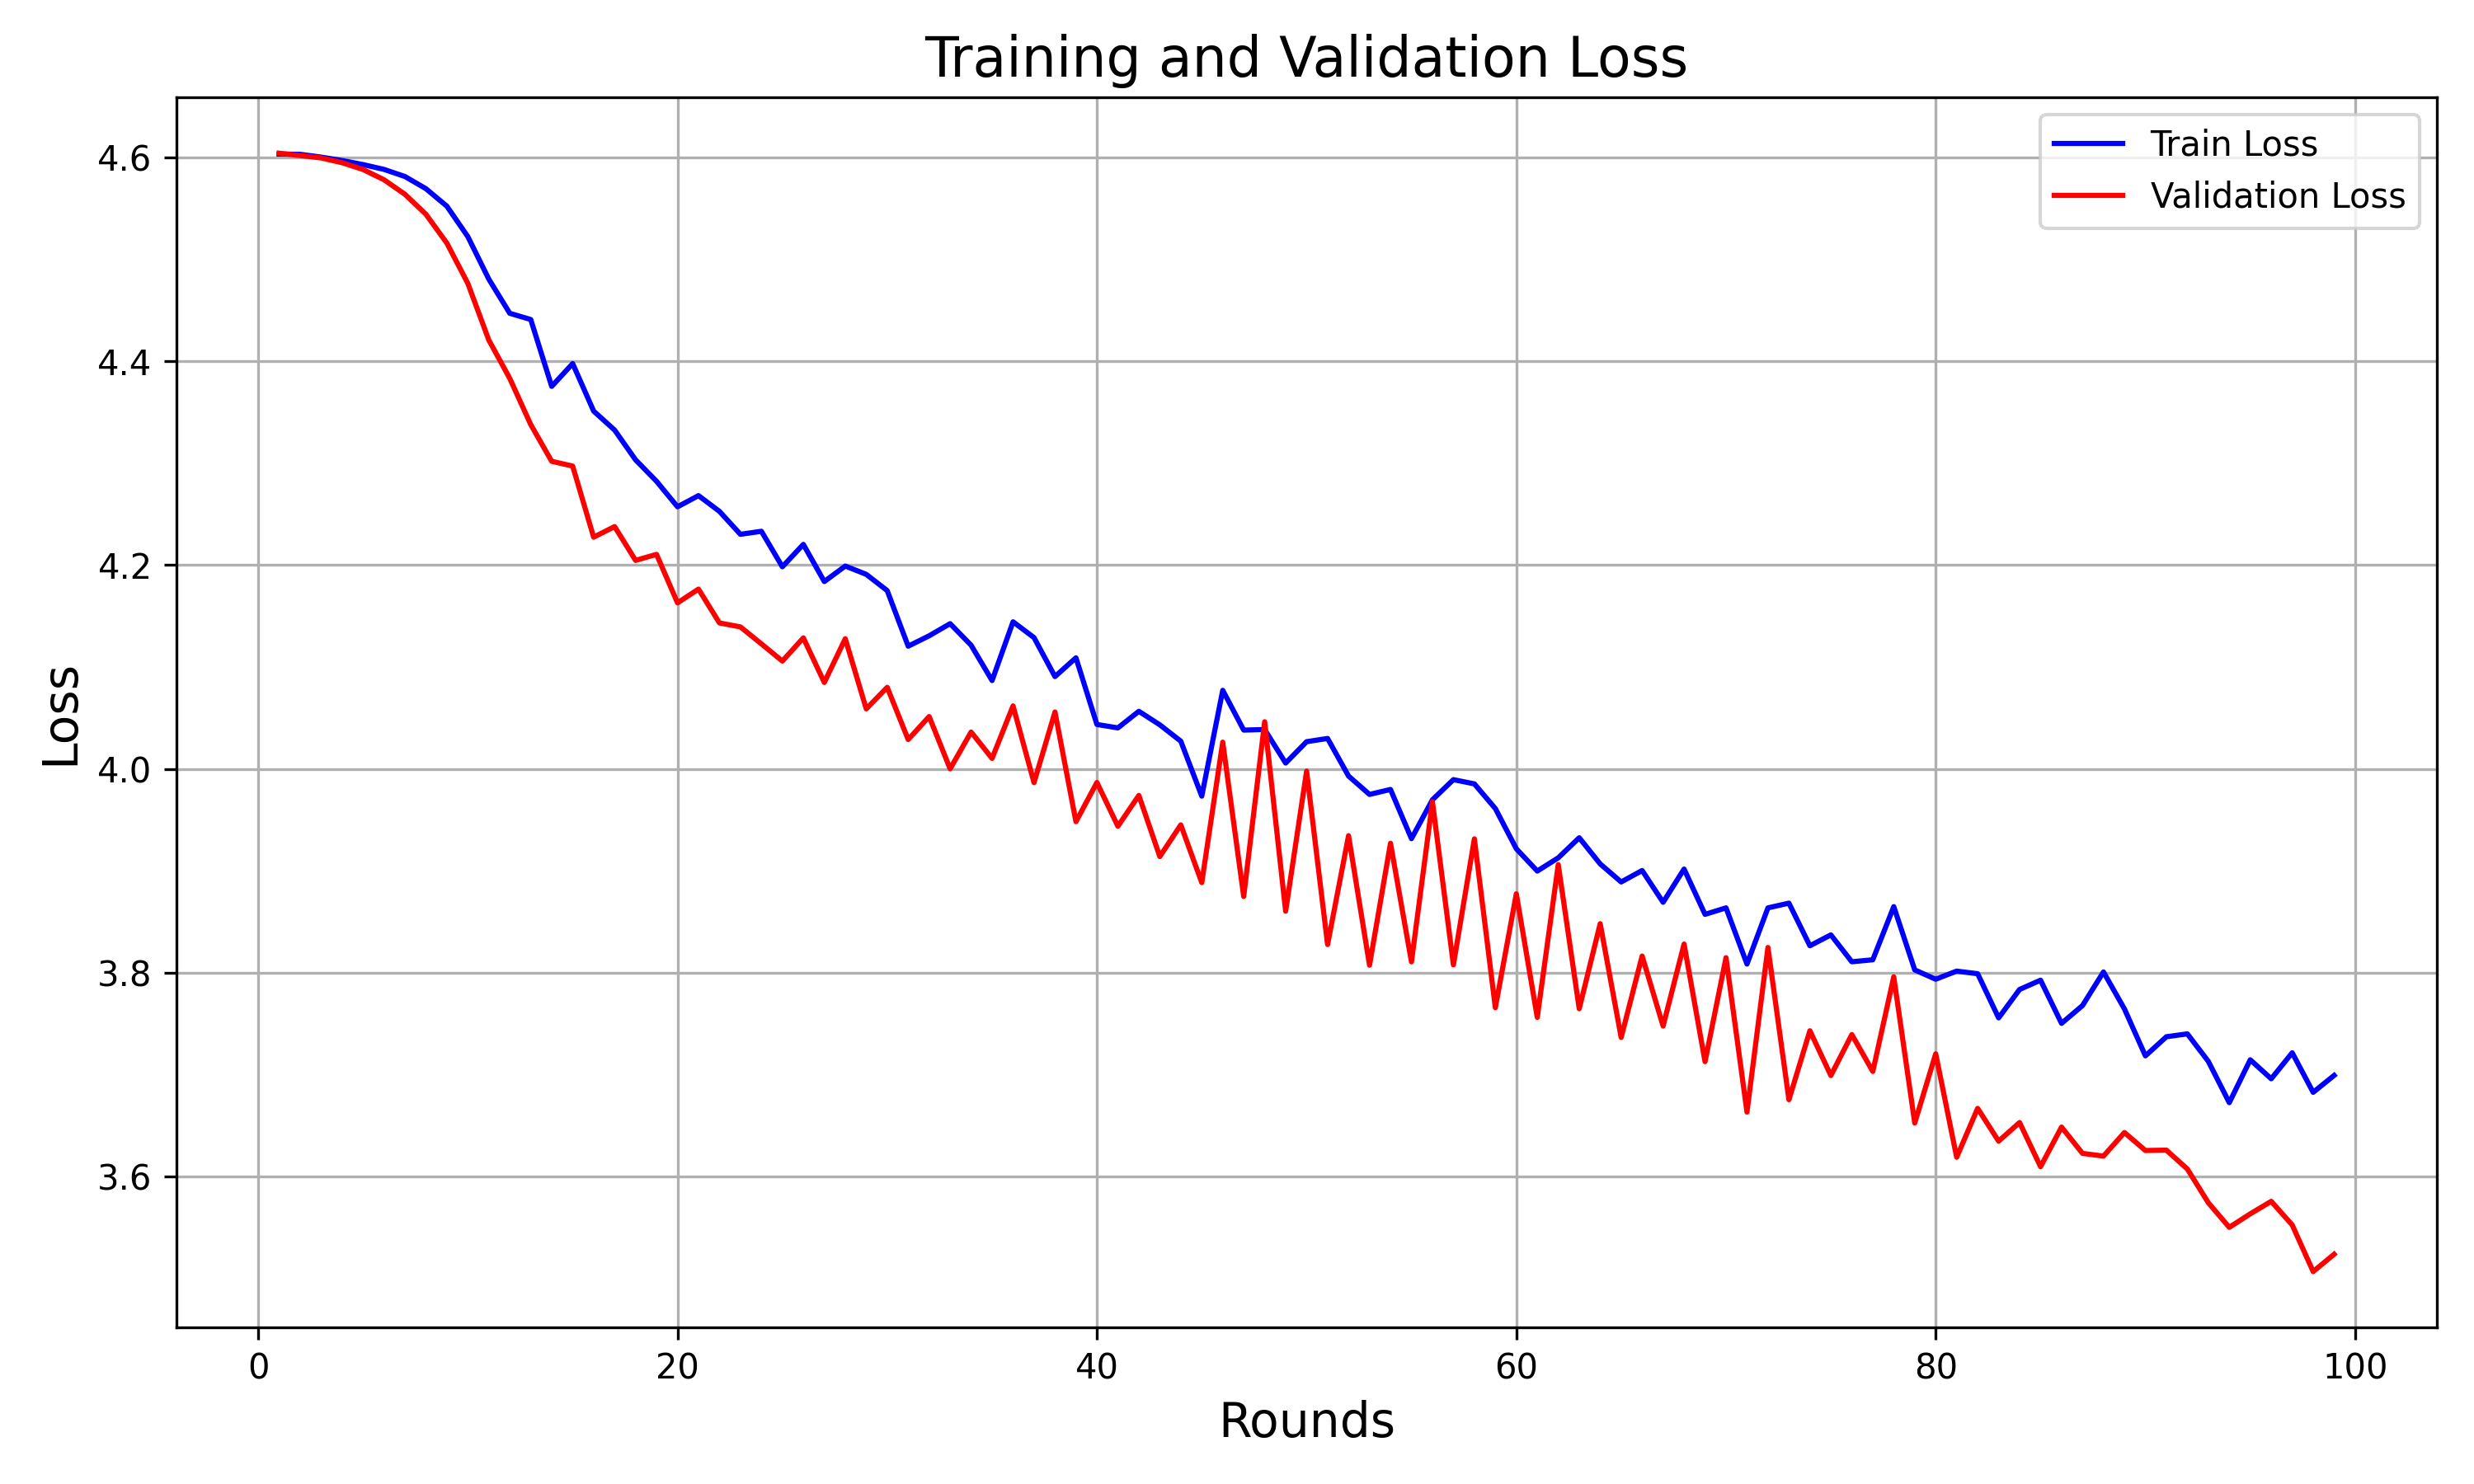 Training and Validation Loss
Train Loss
Validation Loss
4.6
4.4
4.2
4.0
3.8
3.6
Loss
0 20 40 60 80 100
Rounds